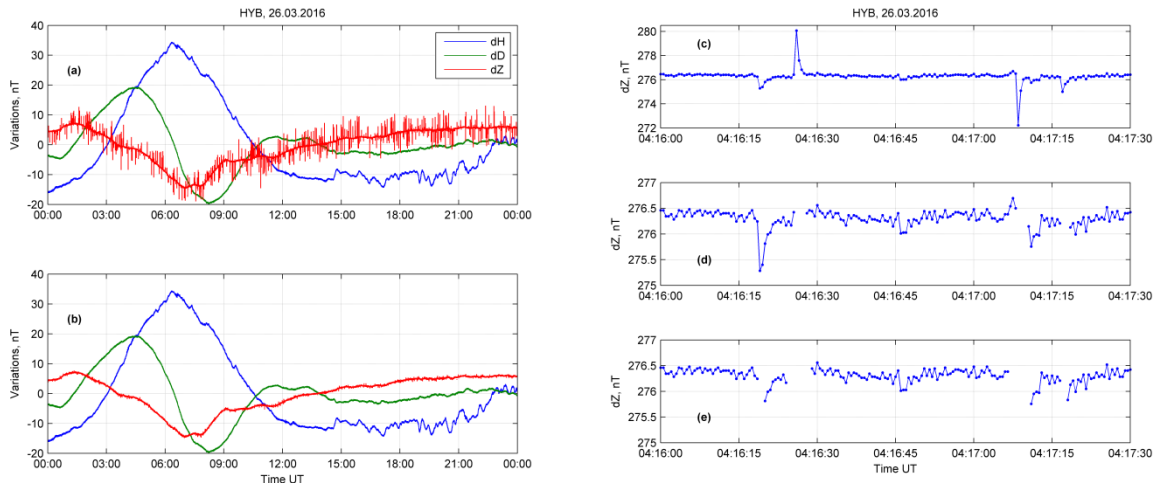 HYB, 26.03.2016
40
30
20
10
0
-10
-20
Variations, nT
(a)
dH
dD
dZ
00:00 03:00 06:00 09:00 12:00 15:00 18:00 21:00 00:00
40
30
20
10
0
-10
-20
Variations, nT
(b)
00:00 03:00 06:00 09:00 12:00 15:00 18:00 21:00 00:00
Time UT
HYB, 26.03.2016
280
278
276
274
272
dZ, nT
(c)
04:16:00 04:16:15 04:16:30 04:16:45 04:17:00 04:17:15 04:17:30
277
276.5
276
275.5
275
dZ, nT
(d)
04:16:00 04:16:15 04:16:30 04:16:45 04:17:00 04:17:15 04:17:30
277
276.5
276
275.5
275
dZ, nT
(e)
04:16:00 04:16:15 04:16:30 04:16:45 04:17:00 04:17:15 04:17:30
Time UT